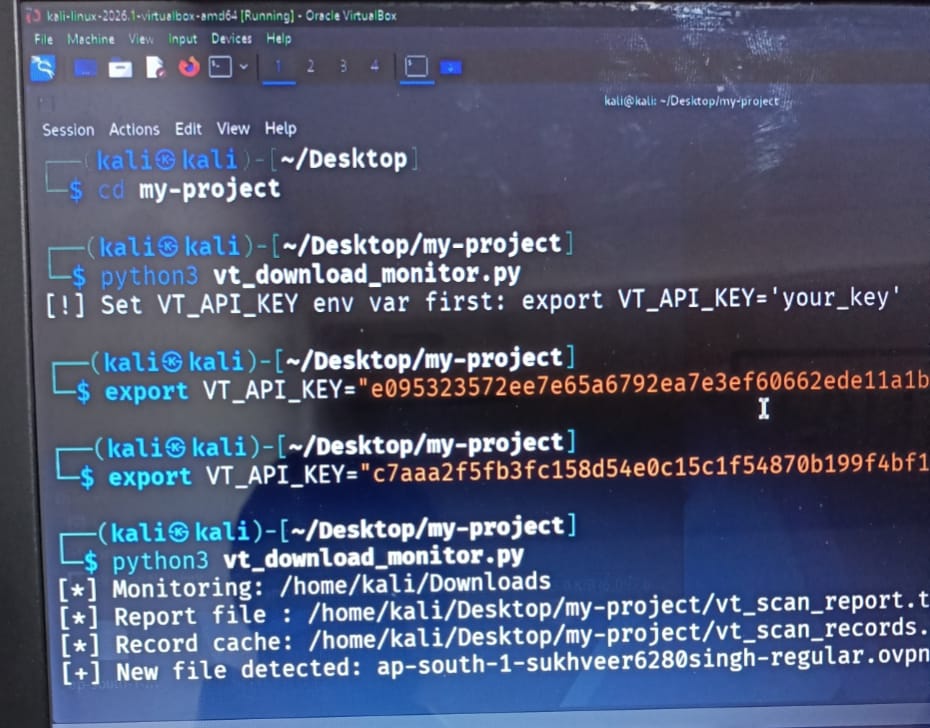 kali-linux-2026.1-virtualbox-amd64 [Running] - Oracle VirtualBox
File Machine View Input Devices Help
1 2 3 4
kali@kali: ~/Desktop/my-project
Session Actions Edit View Help
(kali㉿kali)-[~/Desktop]
$ cd my-project
(kali㉿kali)-[~/Desktop/my-project]
$ python3 vt_download_monitor.py
[!] Set VT_API_KEY env var first: export VT_API_KEY='your_key'
(kali㉿kali)-[~/Desktop/my-project]
$ export VT_API_KEY="e095323572ee7e65a6792ea7e3ef60662ede11a1b
(kali㉿kali)-[~/Desktop/my-project]
$ export VT_API_KEY="c7aaa2f5fb3fc158d54e0c15c1f54870b199f4bf1
(kali㉿kali)-[~/Desktop/my-project]
$ python3 vt_download_monitor.py
[*] Monitoring: /home/kali/Downloads
[*] Report file : /home/kali/Desktop/my-project/vt_scan_report.t
[*] Record cache: /home/kali/Desktop/my-project/vt_scan_records.
[+] New file detected: ap-south-1-sukhveer6280singh-regular.ovpn